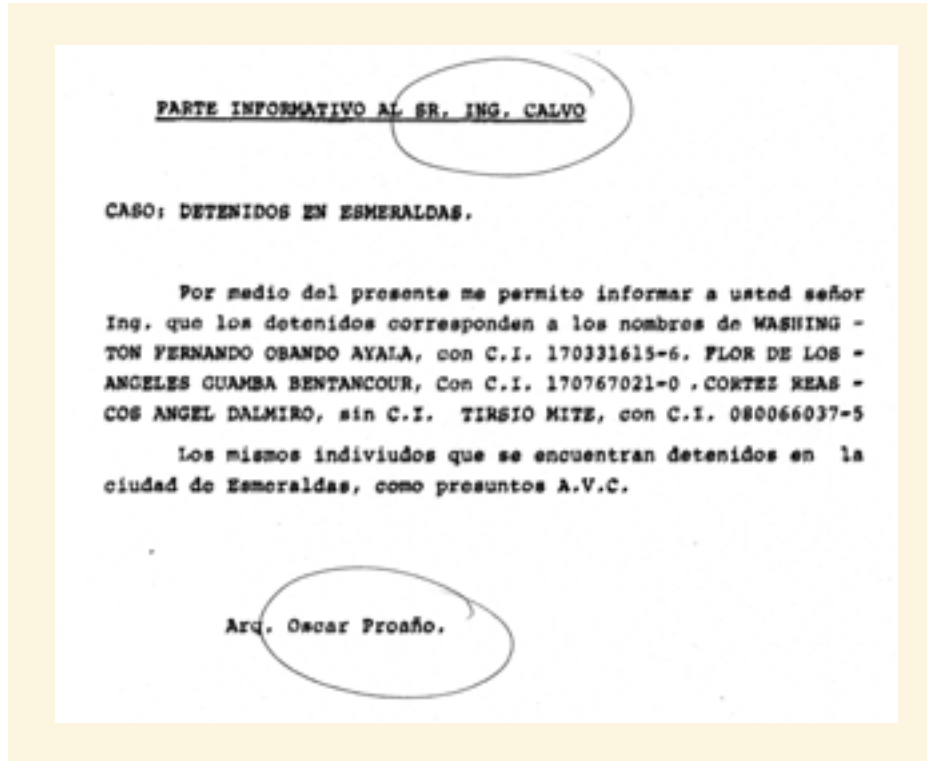 PARTE INFORMATIVO AL SR. ING. CALVO
CASO: DETENIDOS EN ESMERALDAS.
Por medio del presente me permito informar a usted señor
Ing. que los detenidos corresponden a los nombres de WASHING -
TON FERNANDO OBANDO AYALA, con C.I. 170331615-6. FLOR DE LOS -
ANGELES GUAMBA BENTANCOUR, Con C.I. 170767021-0 . CORTEZ REAS -
COS ANGEL DALMIRO, sin C.I. TIRSIO MITE, con C.I. 080066037-5
Los mismos indiviudos que se encuentran detenidos en la
ciudad de Esmeraldas, como presuntos A.V.C.
Arq. Oscar Proaño.